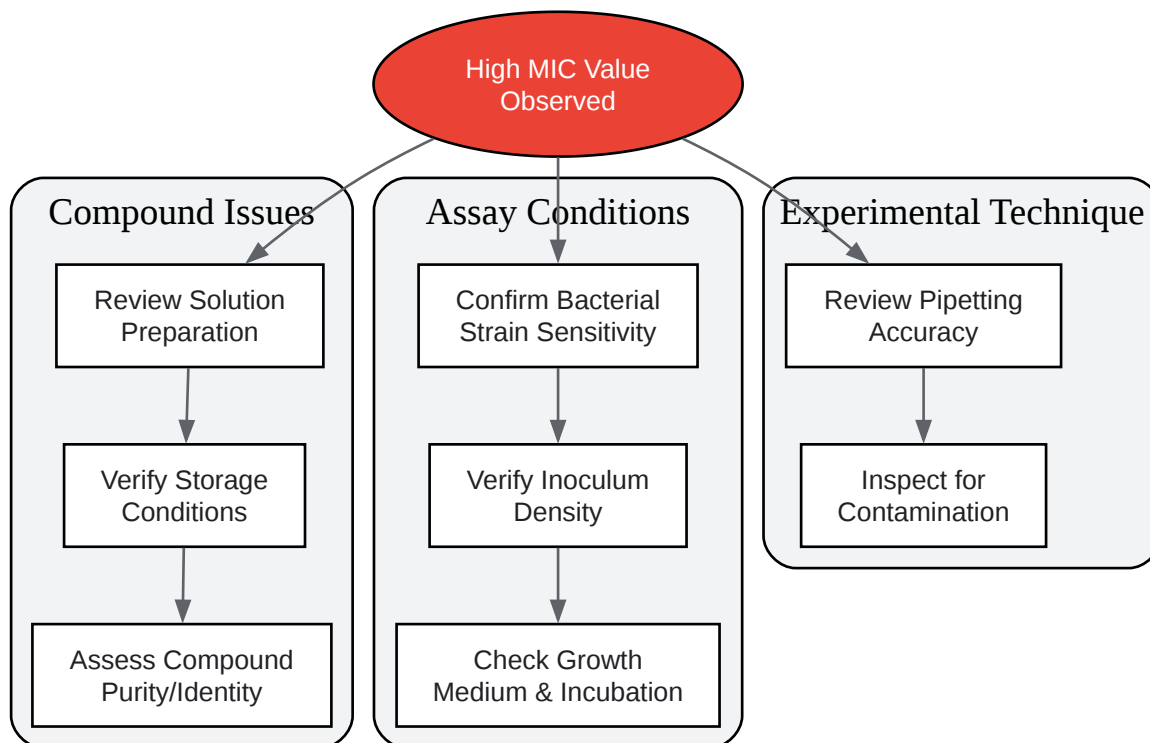 High MIC Value
Observed
Compound Issues
Review Solution
Preparation
Verify Storage
Conditions
Assess Compound
Purity/Identity
Assay Conditions
Confirm Bacterial
Strain Sensitivity
Verify Inoculum
Density
Check Growth
Medium & Incubation
Experimental Technique
Review Pipetting
Accuracy
Inspect for
Contamination